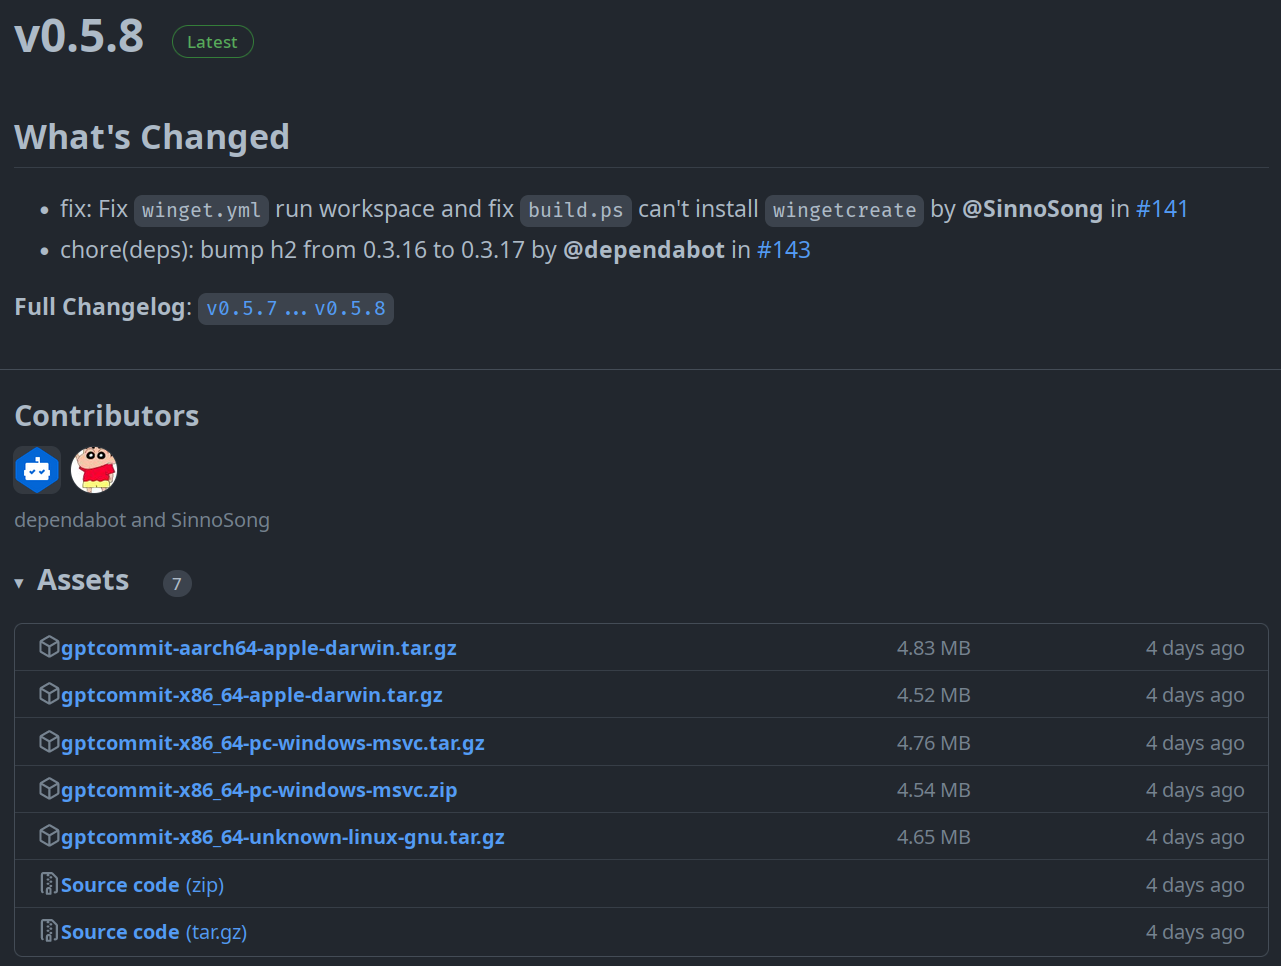 v0.5.8 Latest
What's Changed
• fix: Fix winget.yml run workspace and fix build.ps can't install wingetcreate by @SinnoSong in #141
• chore(deps): bump h2 from 0.3.16 to 0.3.17 by @dependabot in #143
Full Changelog: v0.5.7...v0.5.8
Contributors
dependabot and SinnoSong
▾ Assets 7
gptcommit-aarch64-apple-darwin.tar.gz 4.83 MB 4 days ago
gptcommit-x86_64-apple-darwin.tar.gz 4.52 MB 4 days ago
gptcommit-x86_64-pc-windows-msvc.tar.gz 4.76 MB 4 days ago
gptcommit-x86_64-pc-windows-msvc.zip 4.54 MB 4 days ago
gptcommit-x86_64-unknown-linux-gnu.tar.gz 4.65 MB 4 days ago
Source code (zip) 4 days ago
Source code (tar.gz) 4 days ago